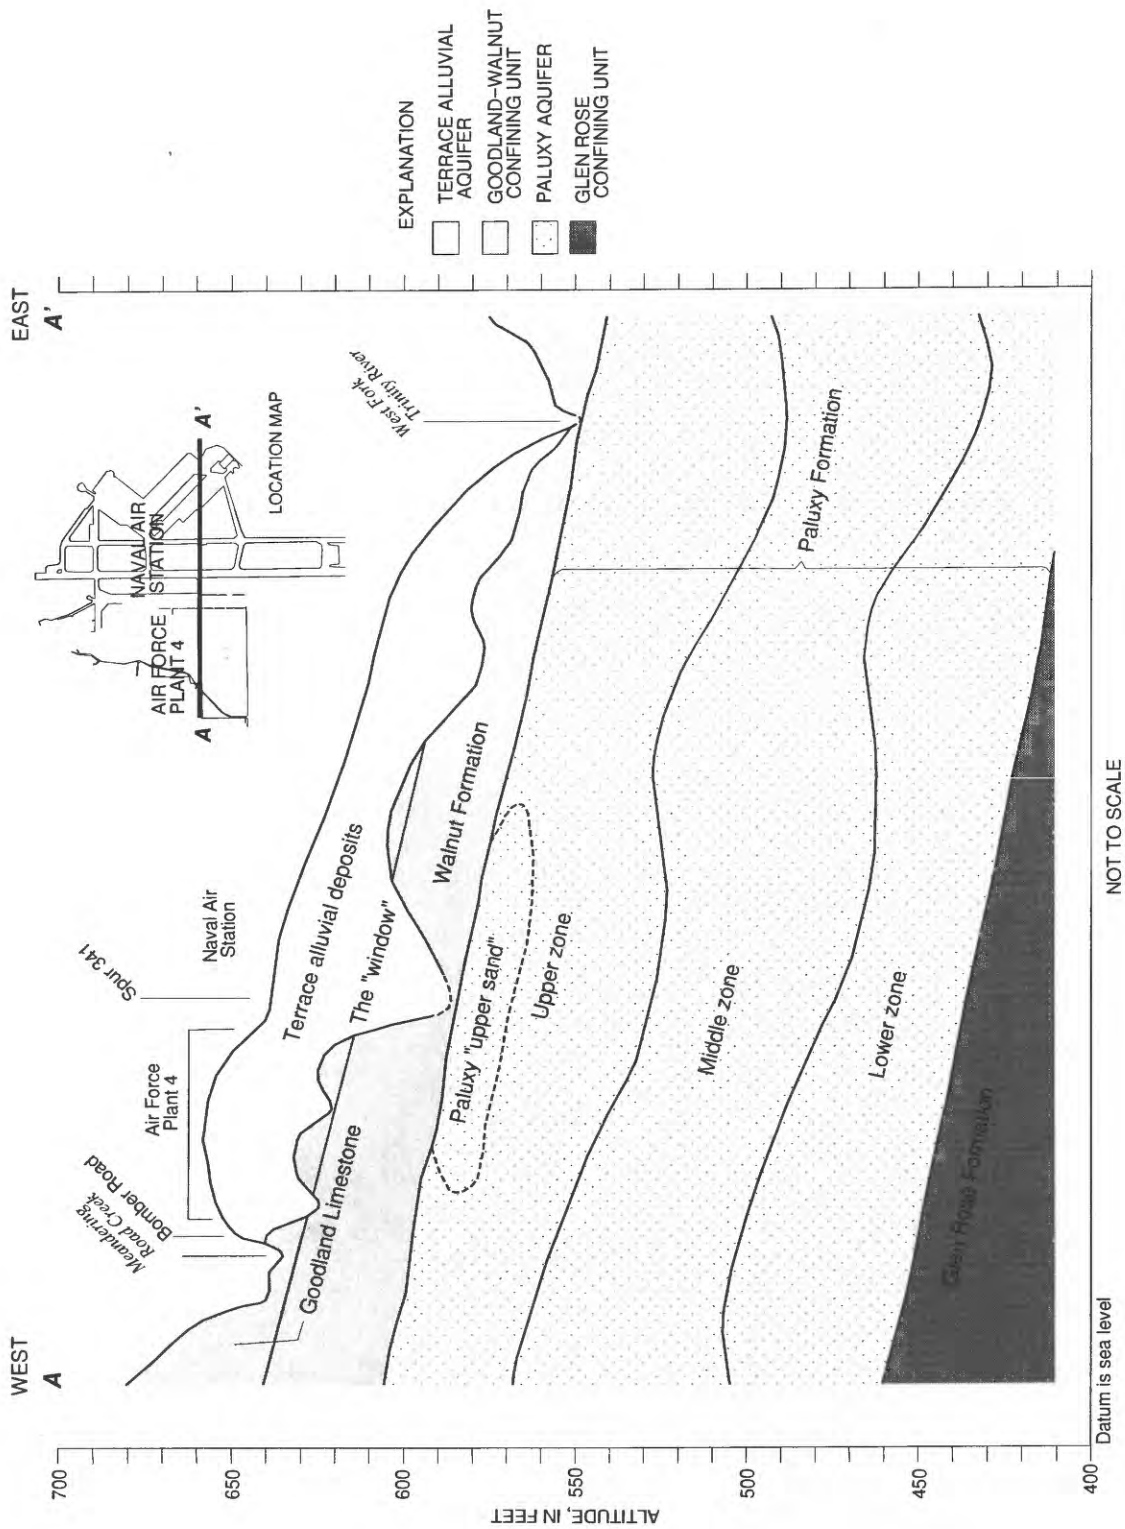 WEST
A
EAST
A'
Meandering
Road Creek
Bomber Road
Air Force
Plant 4
Spur 341
Naval Air
Station
AIR FORCE
PLANT 4
NAVAL AIR
STATION
A
A'
LOCATION MAP
West Fork
Trinity River
EXPLANATION
TERRACE ALLUVIAL
AQUIFER
GOODLAND–WALNUT
CONFINING UNIT
PALUXY AQUIFER
GLEN ROSE
CONFINING UNIT
Terrace alluvial deposits
The "window"
Goodland Limestone
Walnut Formation
Paluxy "upper sand"
Upper zone
Middle zone
Lower zone
Paluxy Formation
Glen Rose Formation
700
650
600
550
500
450
400
ALTITUDE, IN FEET
Datum is sea level
NOT TO SCALE